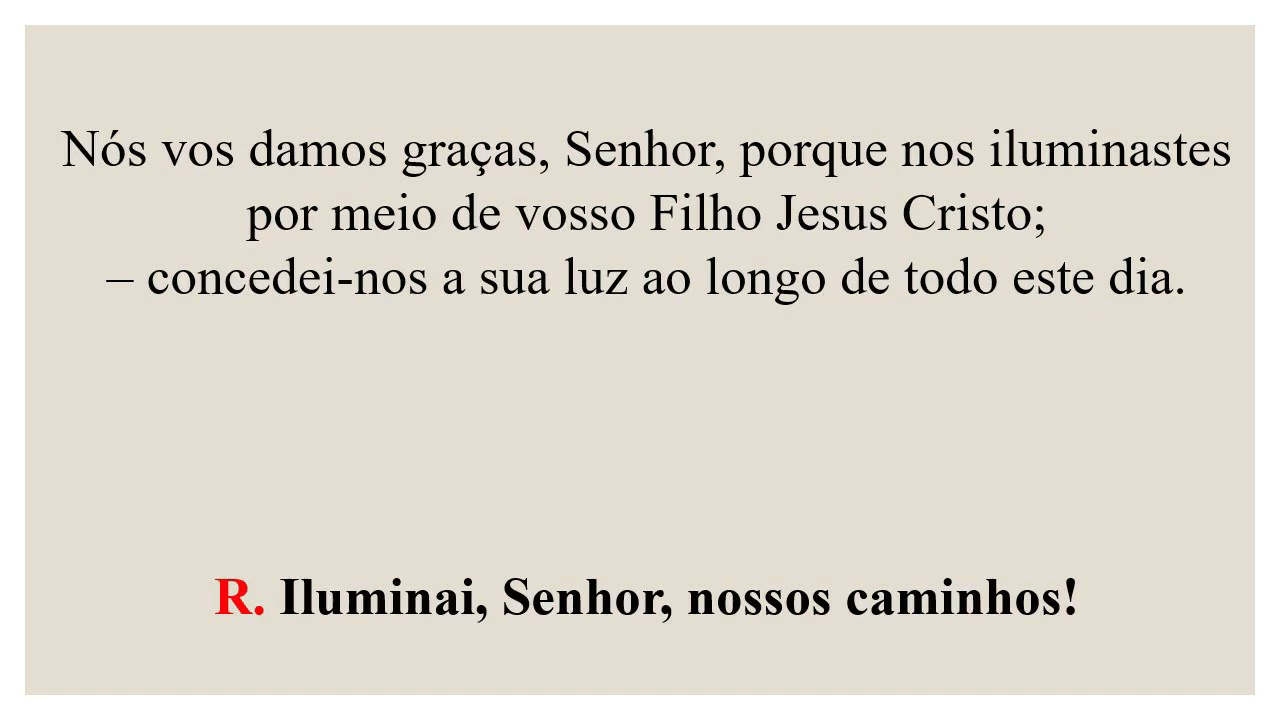 Nós vos damos graças, Senhor, porque nos iluminastes
por meio de vosso Filho Jesus Cristo;
– concedei-nos a sua luz ao longo de todo este dia.
R. Iluminai, Senhor, nossos caminhos!